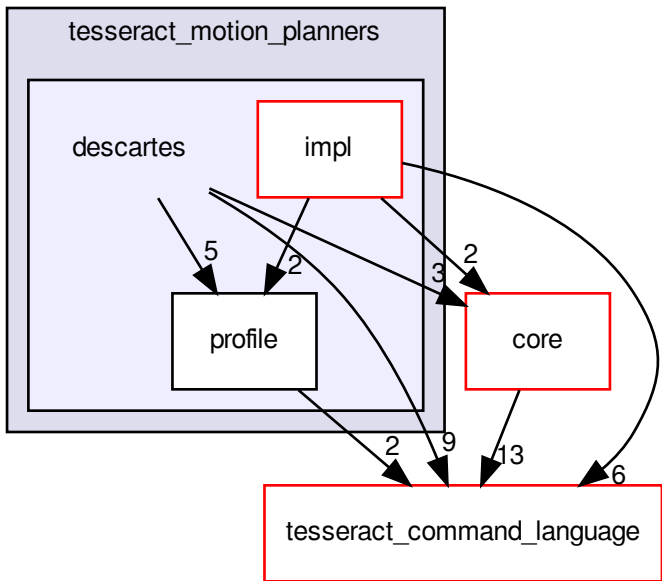 tesseract_motion_planners
descartes
impl
5
2
3
2
profile
core
2
9
13
6
tesseract_command_language